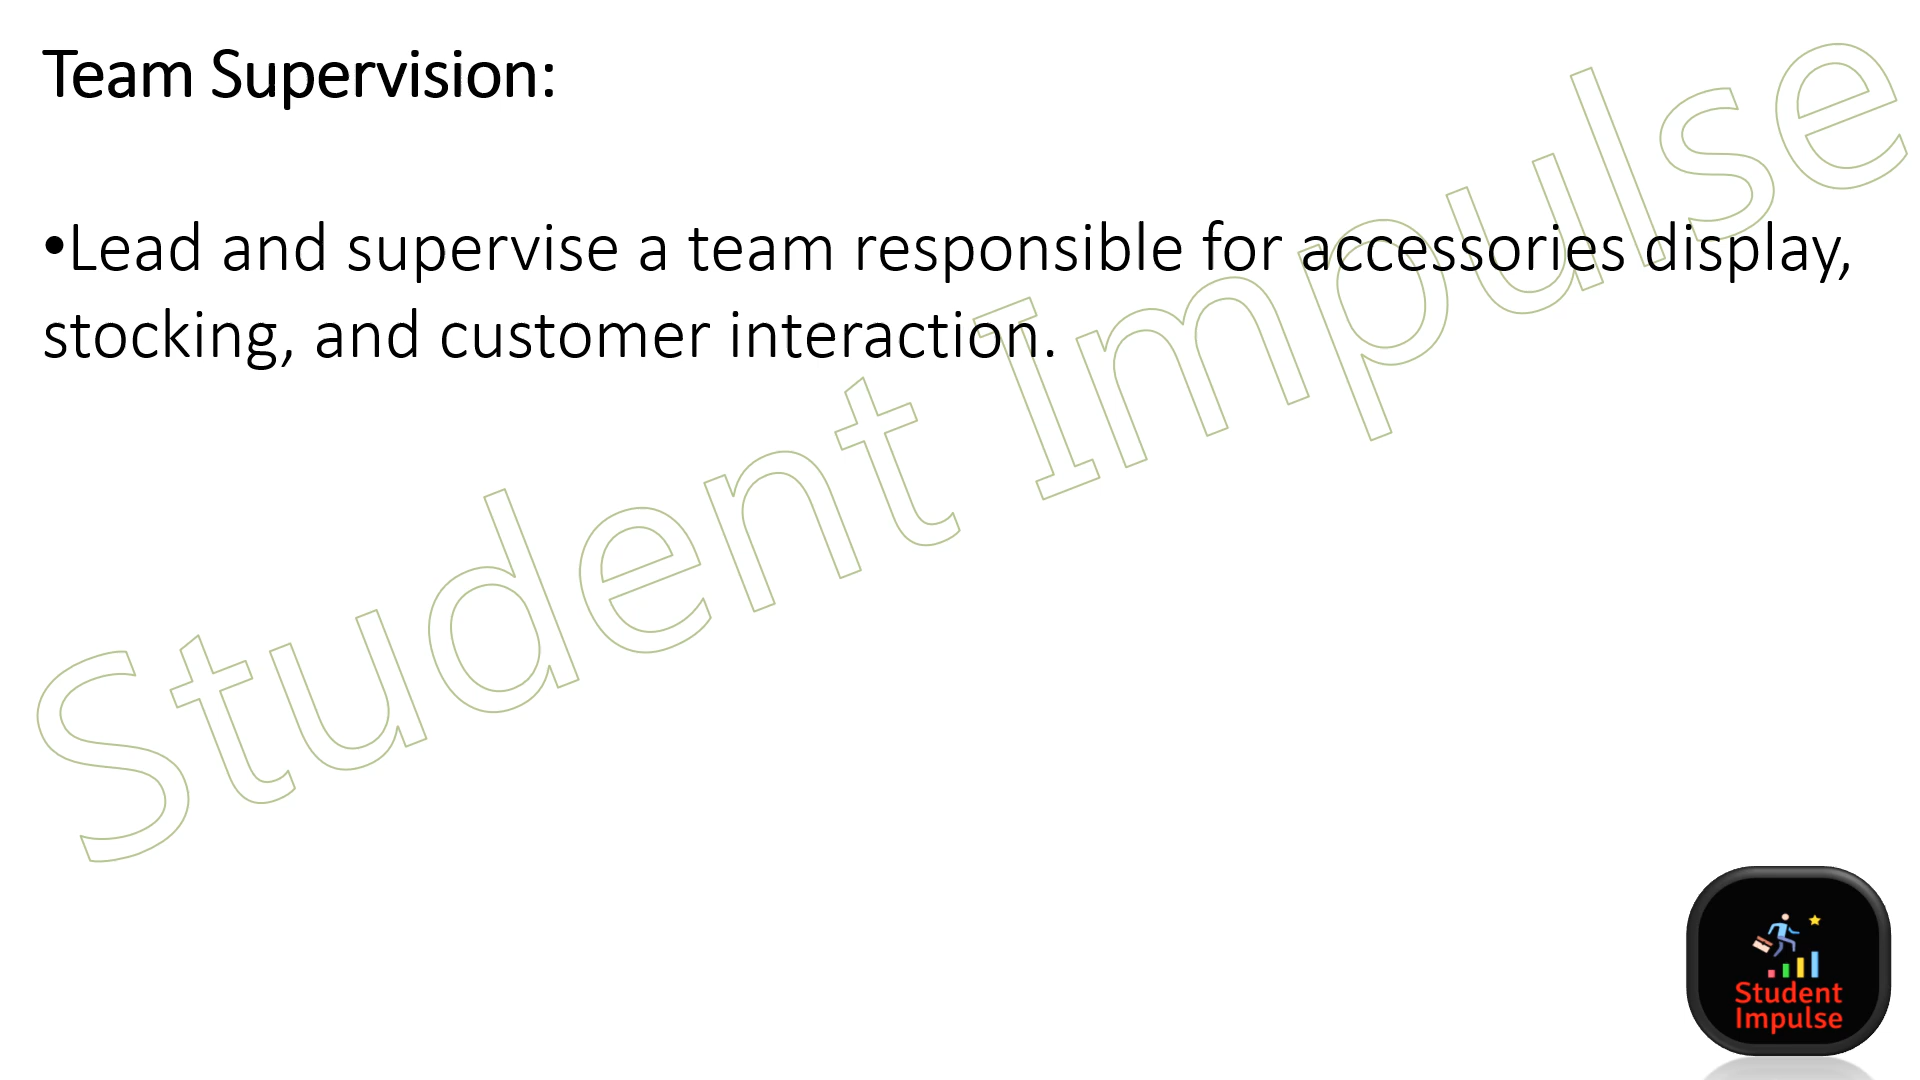 Team Supervision:
•Lead and supervise a team responsible for accessories display,
stocking, and customer interaction.
Student Impulse
Student
Impulse